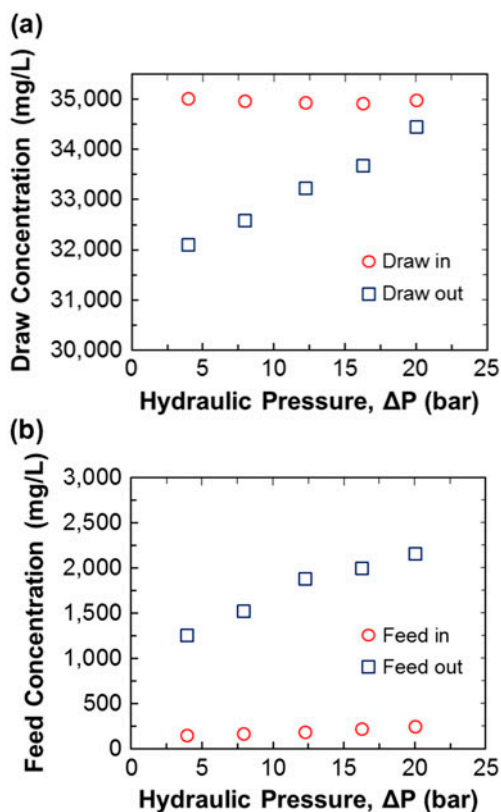 (a)
Draw Concentration (mg/L)
35,000
34,000
33,000
32,000
31,000
30,000
Draw in
Draw out
0 5 10 15 20 25
Hydraulic Pressure, ΔP (bar)
(b)
Feed Concentration (mg/L)
3,000
2,500
2,000
1,500
1,000
500
0
Feed in
Feed out
0 5 10 15 20 25
Hydraulic Pressure, ΔP (bar)